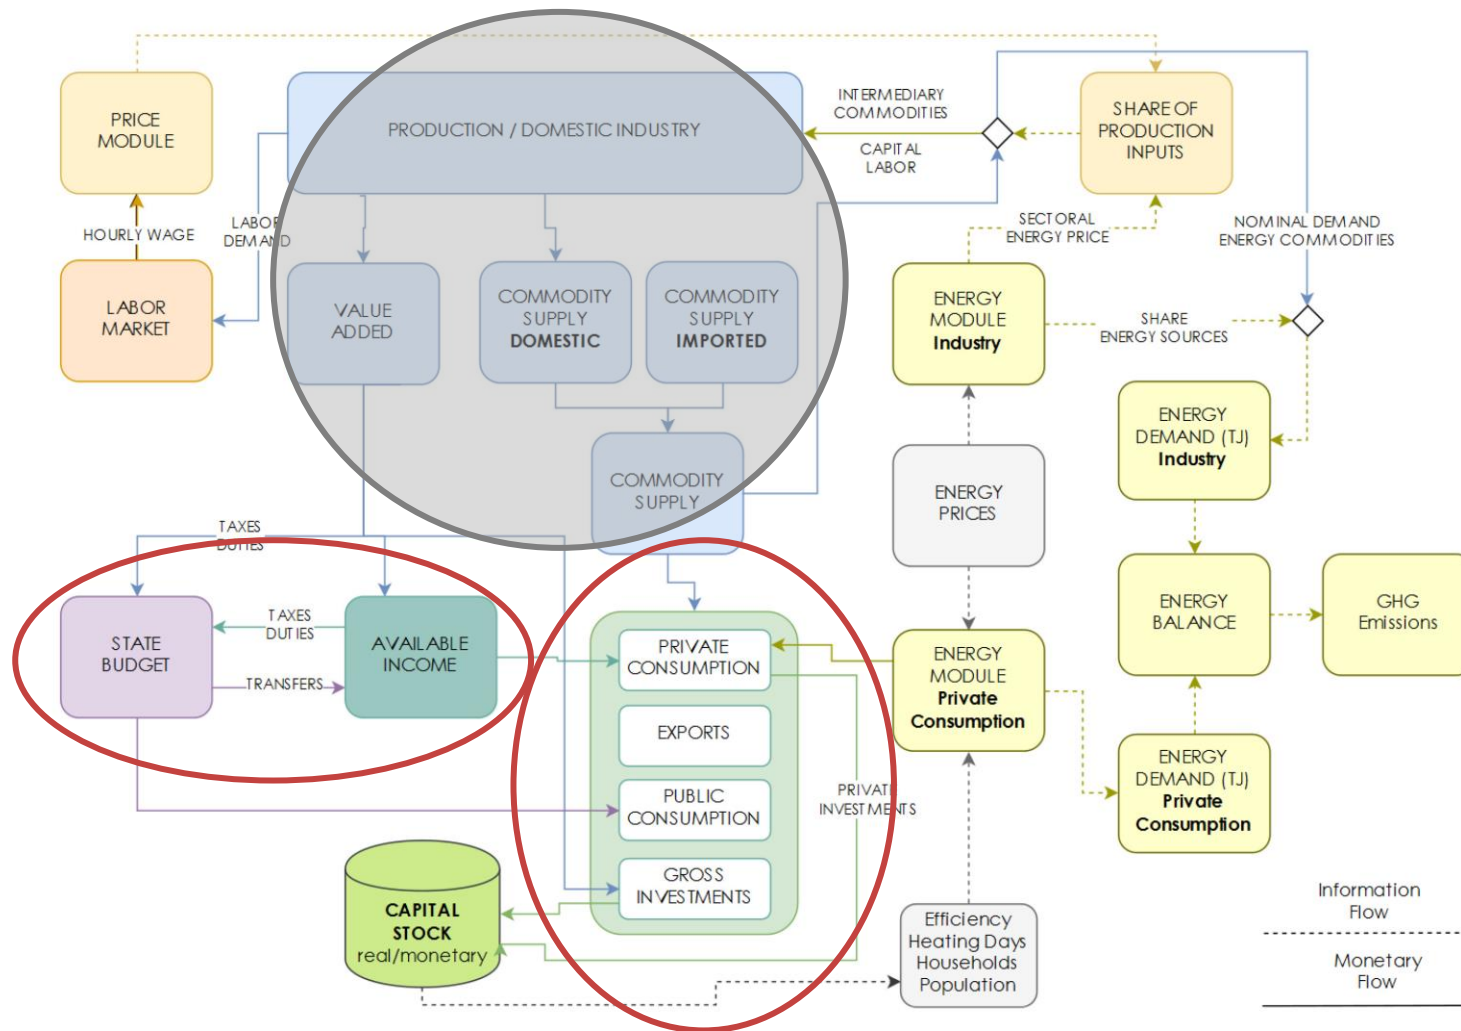 PRICE
MODULE
PRODUCTION / DOMESTIC INDUSTRY
INTERMEDIARY
COMMODITIES
CAPITAL
LABOR
SHARE OF
PRODUCTION
INPUTS
HOURLY WAGE
LABOR
DEMAND
SECTORAL
ENERGY PRICE
NOMINAL DEMAND
ENERGY COMMODITIES
LABOR
MARKET
VALUE
ADDED
COMMODITY
SUPPLY
DOMESTIC
COMMODITY
SUPPLY
IMPORTED
ENERGY
MODULE
Industry
SHARE
ENERGY SOURCES
ENERGY
DEMAND (TJ)
Industry
COMMODITY
SUPPLY
ENERGY
PRICES
TAXES
DUTIES
STATE
BUDGET
TAXES
DUTIES
TRANSFERS
AVAILABLE
INCOME
PRIVATE
CONSUMPTION
EXPORTS
PUBLIC
CONSUMPTION
GROSS
INVESTMENTS
PRIVATE
INVESTMENTS
ENERGY
MODULE
Private
Consumption
ENERGY
BALANCE
GHG
Emissions
ENERGY
DEMAND (TJ)
Private
Consumption
CAPITAL
STOCK
real/monetary
Efficiency
Heating Days
Households
Population
Information
Flow
Monetary
Flow